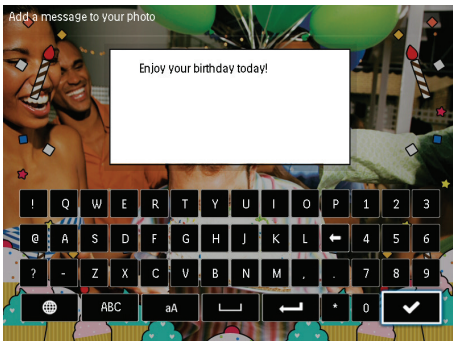 Add a message to your photo
Enjoy your birthday today!
! Q W E R T Y U I O P 1 2 3
@ A S D F G H J K L 4 5 6
? - Z X C V B N M , . 7 8 9
ABC aA * 0